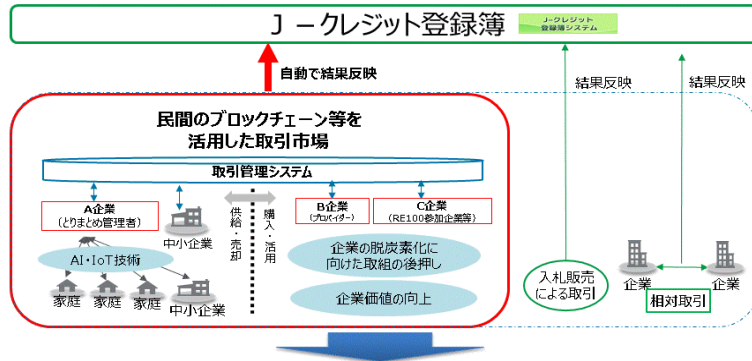 J－クレジット登録簿
J-クレジット
登録簿システム
自動で結果反映
結果反映
結果反映
民間のブロックチェーン等を
活用した取引市場
取引管理システム
A企業
（とりまとめ管理者）
中小企業
供給・売却
購入・活用
B企業
（プロバイダー）
C企業
（RE100参加企業等）
AI・IoT技術
家庭
家庭
家庭
中小企業
企業の脱炭素化に
向けた取組の後押し
企業価値の向上
入札販売
による取引
企業
企業
相対取引